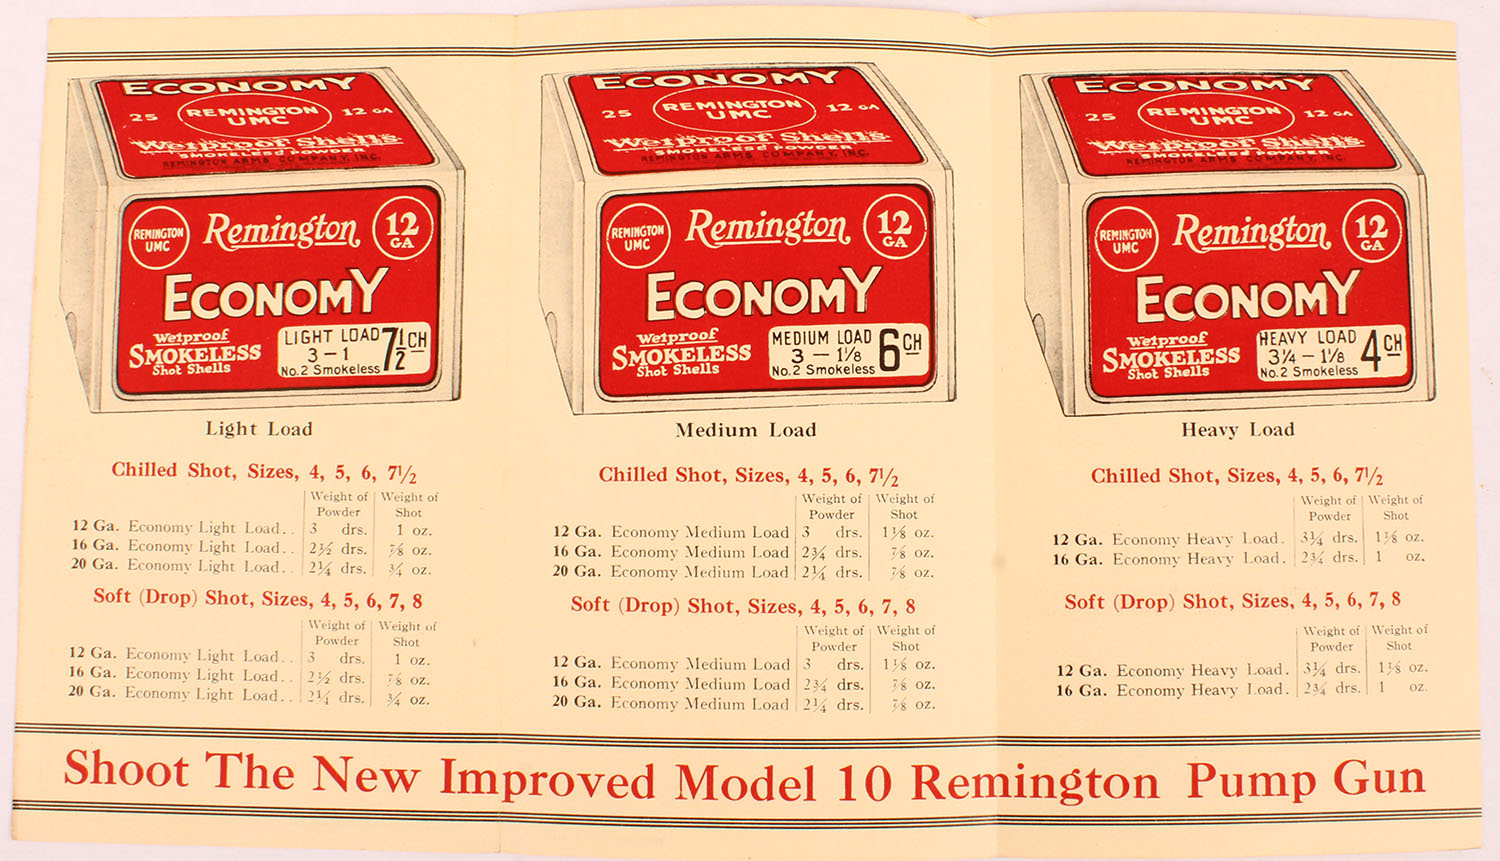 ECONOMY
25 REMINGTON UMC 12 GA
Wetproof Shells
SMOKELESS POWDER
REMINGTON ARMS COMPANY, INC.
REMINGTON UMC
Remington
12 GA
ECONOMY
Wetproof
SMOKELESS
Shot Shells
LIGHT LOAD
3 – 1
No. 2 Smokeless
7½ CH
Light Load
Chilled Shot, Sizes, 4, 5, 6, 7½
Weight of Powder Weight of Shot
12 Ga. Economy Light Load.. 3 drs. 1 oz.
16 Ga. Economy Light Load.. 2½ drs. ⅞ oz.
20 Ga. Economy Light Load.. 2¼ drs. ¾ oz.
Soft (Drop) Shot, Sizes, 4, 5, 6, 7, 8
Weight of Powder Weight of Shot
12 Ga. Economy Light Load.. 3 drs. 1 oz.
16 Ga. Economy Light Load.. 2½ drs. ⅞ oz.
20 Ga. Economy Light Load.. 2¼ drs. ¾ oz.
ECONOMY
25 REMINGTON UMC 12 GA
Wetproof Shells
SMOKELESS POWDER
REMINGTON ARMS COMPANY, INC.
REMINGTON UMC
Remington
12 GA
ECONOMY
Wetproof
SMOKELESS
Shot Shells
MEDIUM LOAD
3 – 1⅛
No. 2 Smokeless
6 CH
Medium Load
Chilled Shot, Sizes, 4, 5, 6, 7½
Weight of Powder Weight of Shot
12 Ga. Economy Medium Load 3 drs. 1⅛ oz.
16 Ga. Economy Medium Load 2¾ drs. ⅞ oz.
20 Ga. Economy Medium Load 2¼ drs. ⅞ oz.
Soft (Drop) Shot, Sizes, 4, 5, 6, 7, 8
Weight of Powder Weight of Shot
12 Ga. Economy Medium Load 3 drs. 1⅛ oz.
16 Ga. Economy Medium Load 2¾ drs. ⅞ oz.
20 Ga. Economy Medium Load 2¼ drs. ⅞ oz.
ECONOMY
25 REMINGTON UMC 12 GA
Wetproof Shells
SMOKELESS POWDER
REMINGTON ARMS COMPANY, INC.
REMINGTON UMC
Remington
12 GA
ECONOMY
Wetproof
SMOKELESS
Shot Shells
HEAVY LOAD
3¼ – 1⅛
No. 2 Smokeless
4 CH
Heavy Load
Chilled Shot, Sizes, 4, 5, 6, 7½
Weight of Powder Weight of Shot
12 Ga. Economy Heavy Load. 3¼ drs. 1⅛ oz.
16 Ga. Economy Heavy Load. 2¾ drs. 1 oz.
Soft (Drop) Shot, Sizes, 4, 5, 6, 7, 8
Weight of Powder Weight of Shot
12 Ga. Economy Heavy Load. 3¼ drs. 1⅛ oz.
16 Ga. Economy Heavy Load. 2¾ drs. 1 oz.
Shoot The New Improved Model 10 Remington Pump Gun